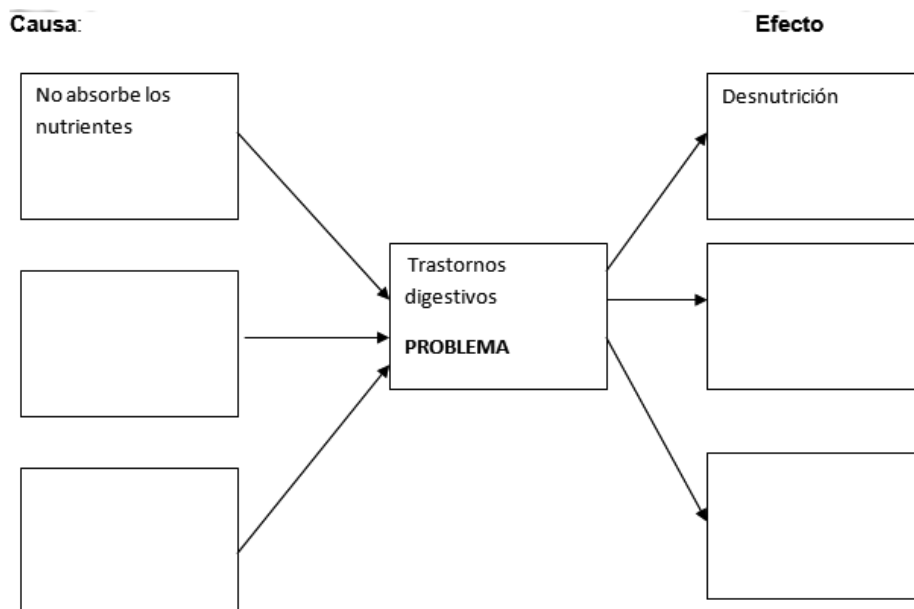 Causa:
Efecto
No absorbe los
nutrientes
Desnutrición
Trastornos
digestivos
PROBLEMA